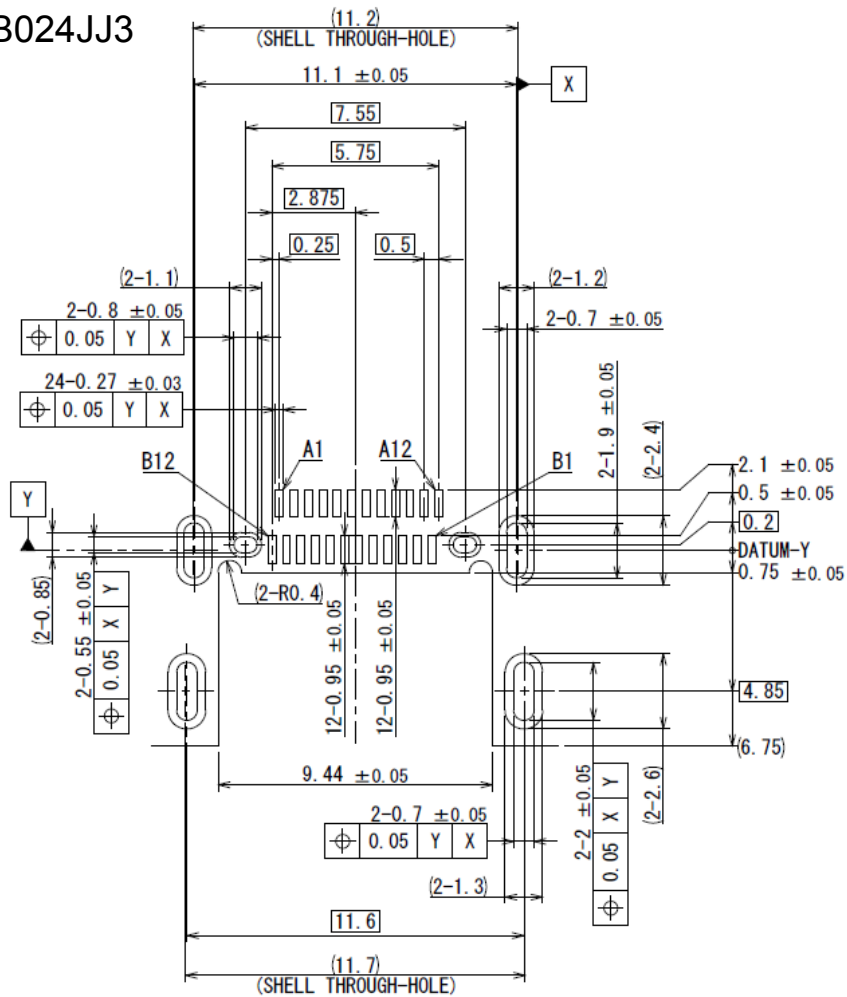 B024JJ3
(11.2)
(SHELL THROUGH-HOLE)
11.1 ±0.05
X
7.55
5.75
2.875
0.25
0.5
(2-1.1)
(2-1.2)
2-0.8 ±0.05
0.05 Y X
2-0.7 ±0.05
24-0.27 ±0.03
0.05 Y X
2-1.9 ±0.05
(2-2.4)
B12
A1
A12
B1
2.1 ±0.05
0.5 ±0.05
0.2
DATUM-Y
0.75 ±0.05
Y
(2-0.85)
2-0.55 ±0.05
0.05 X Y
(2-R0.4)
12-0.95 ±0.05
12-0.95 ±0.05
4.85
(6.75)
9.44 ±0.05
2-0.7 ±0.05
0.05 Y X
2-2 ±0.05
0.05 X Y
(2-2.6)
(2-1.3)
11.6
(11.7)
(SHELL THROUGH-HOLE)